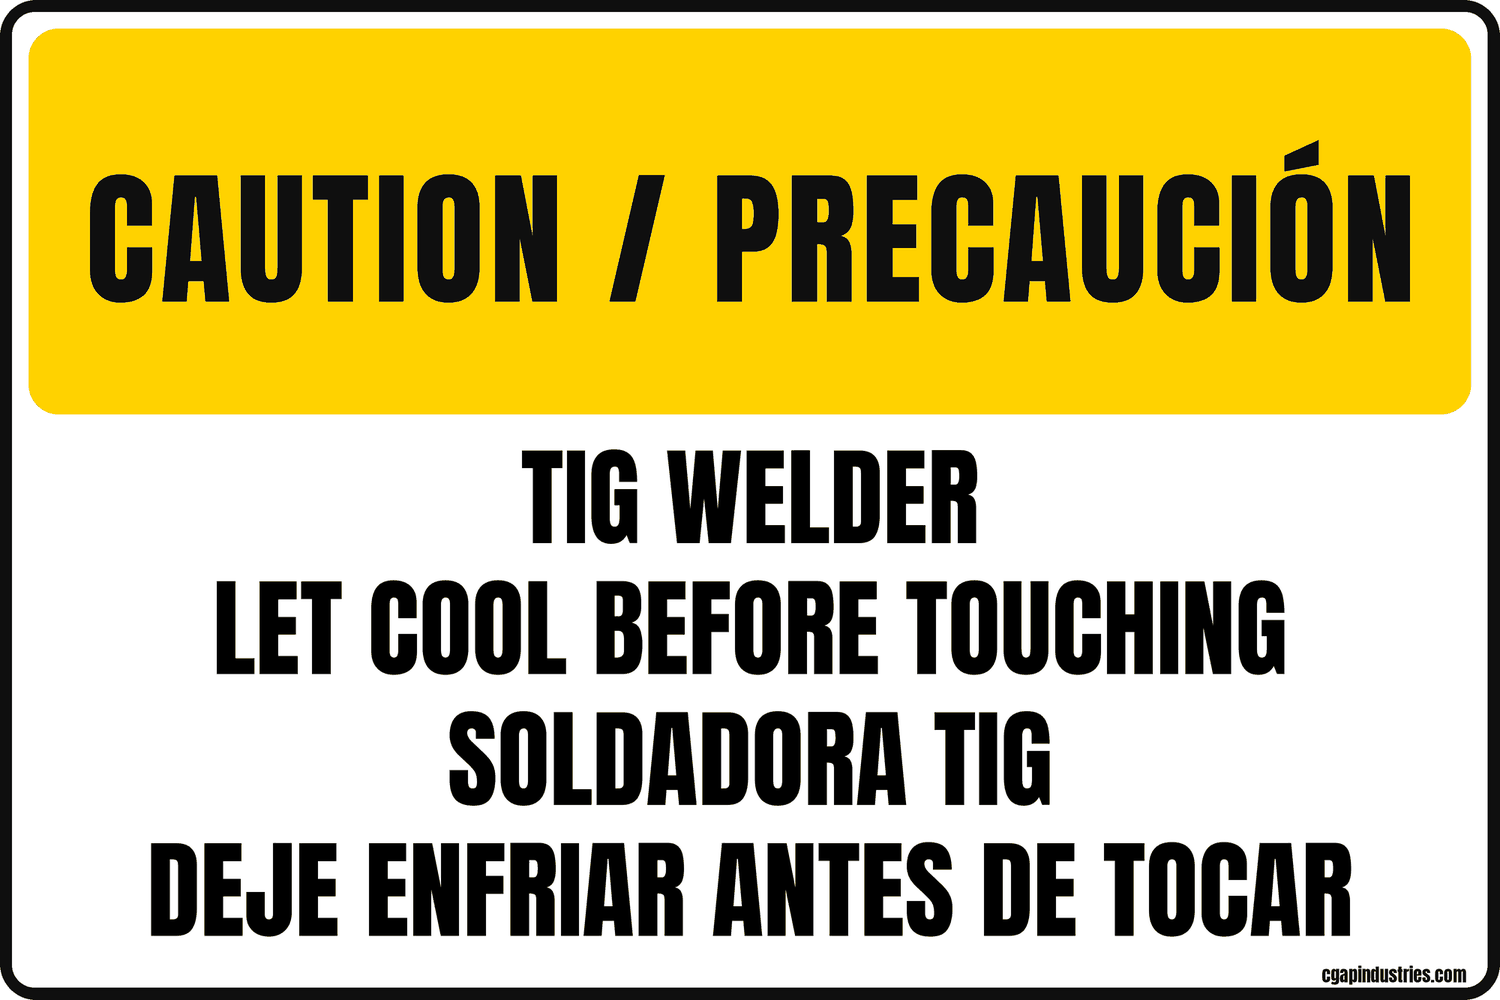 CAUTION / PRECAUCIÓN
TIG WELDER
LET COOL BEFORE TOUCHING
SOLDADORA TIG
DEJE ENFRIAR ANTES DE TOCAR
cgapindustries.com